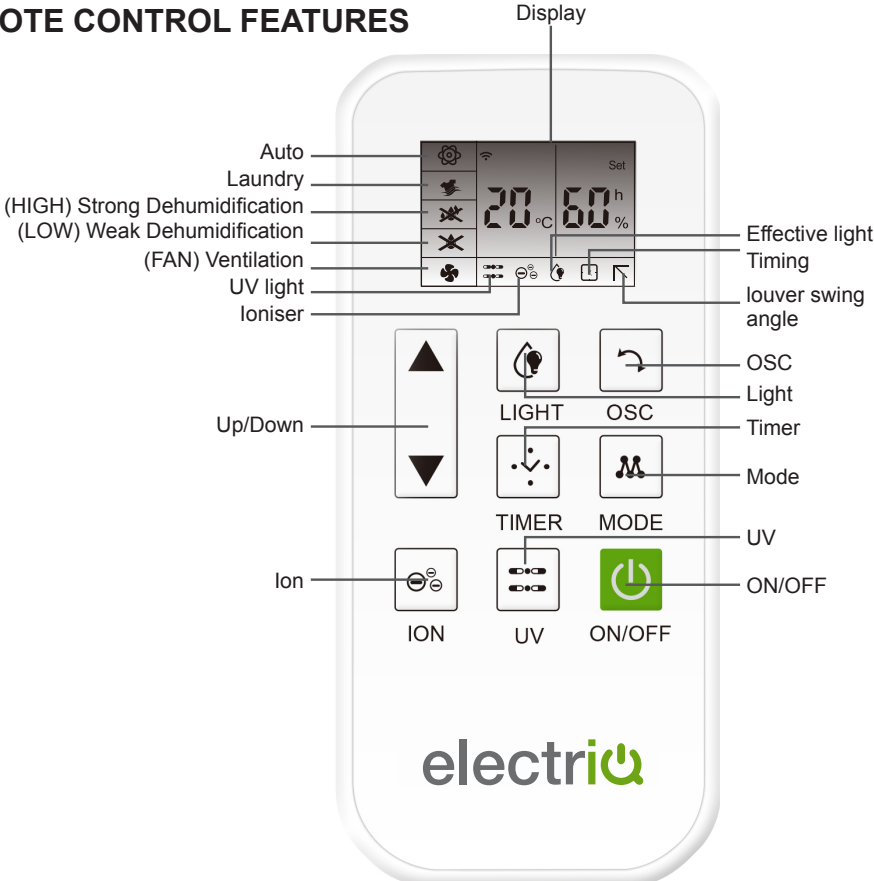 OTE CONTROL FEATURES
Display
Auto
Laundry
(HIGH) Strong Dehumidification
(LOW) Weak Dehumidification
(FAN) Ventilation
UV light
Ioniser
Set
20 °C 60 h %
Effective light
Timing
louver swing
angle
Up/Down
OSC
Light
Timer
Mode
UV
ON/OFF
Ion
LIGHT OSC
TIMER MODE
ION UV ON/OFF
electriQ